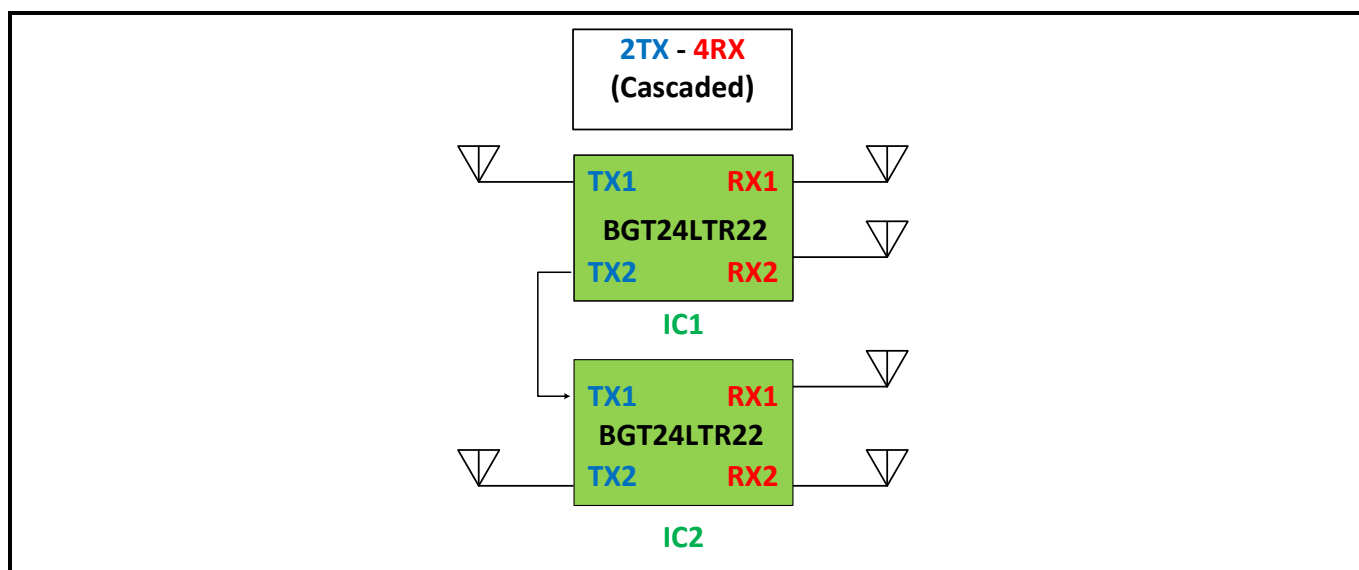 2TX - 4RX
(Cascaded)
TX1 RX1
BGT24LTR22
TX2 RX2
IC1
TX1 RX1
BGT24LTR22
TX2 RX2
IC2